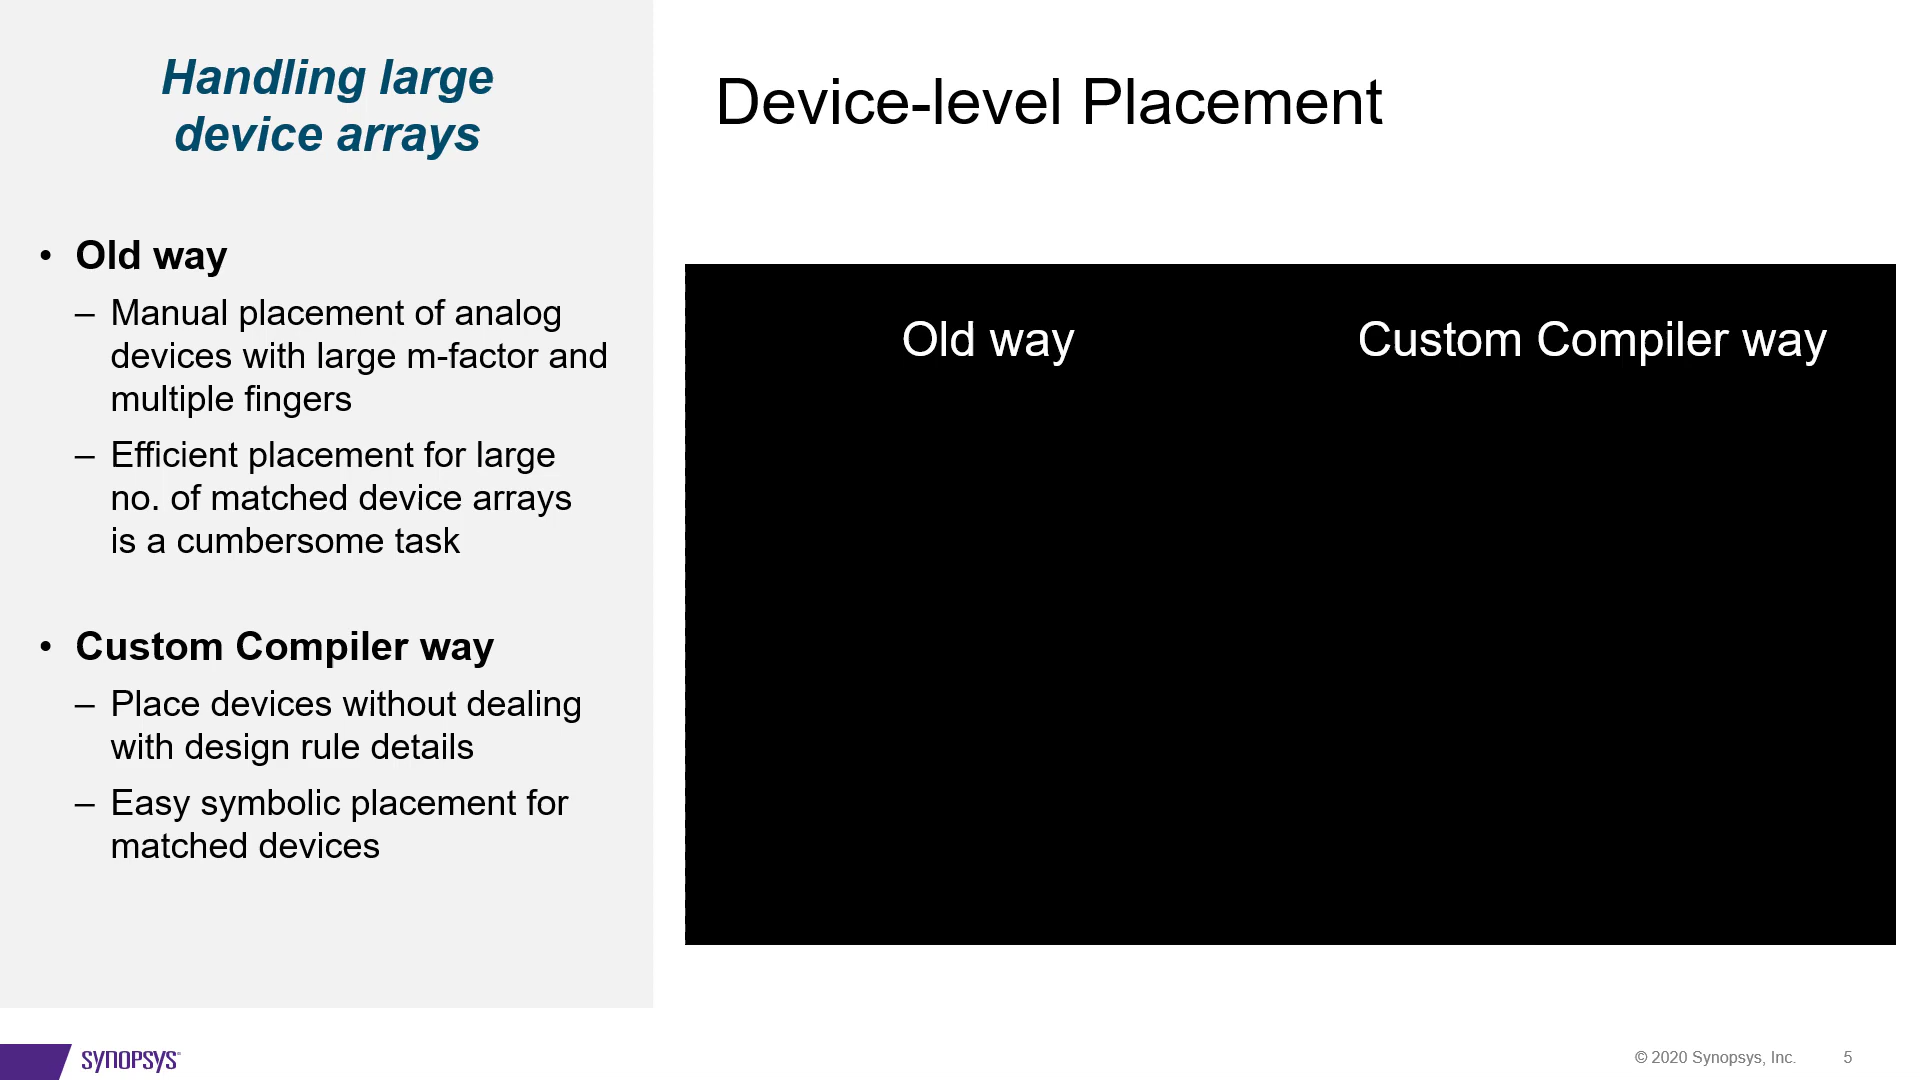 Handling large
device arrays
• Old way
– Manual placement of analog
devices with large m-factor and
multiple fingers
– Efficient placement for large
no. of matched device arrays
is a cumbersome task
• Custom Compiler way
– Place devices without dealing
with design rule details
– Easy symbolic placement for
matched devices
Device-level Placement
Old way
Custom Compiler way
SYNOPSYS
© 2020 Synopsys, Inc.
5